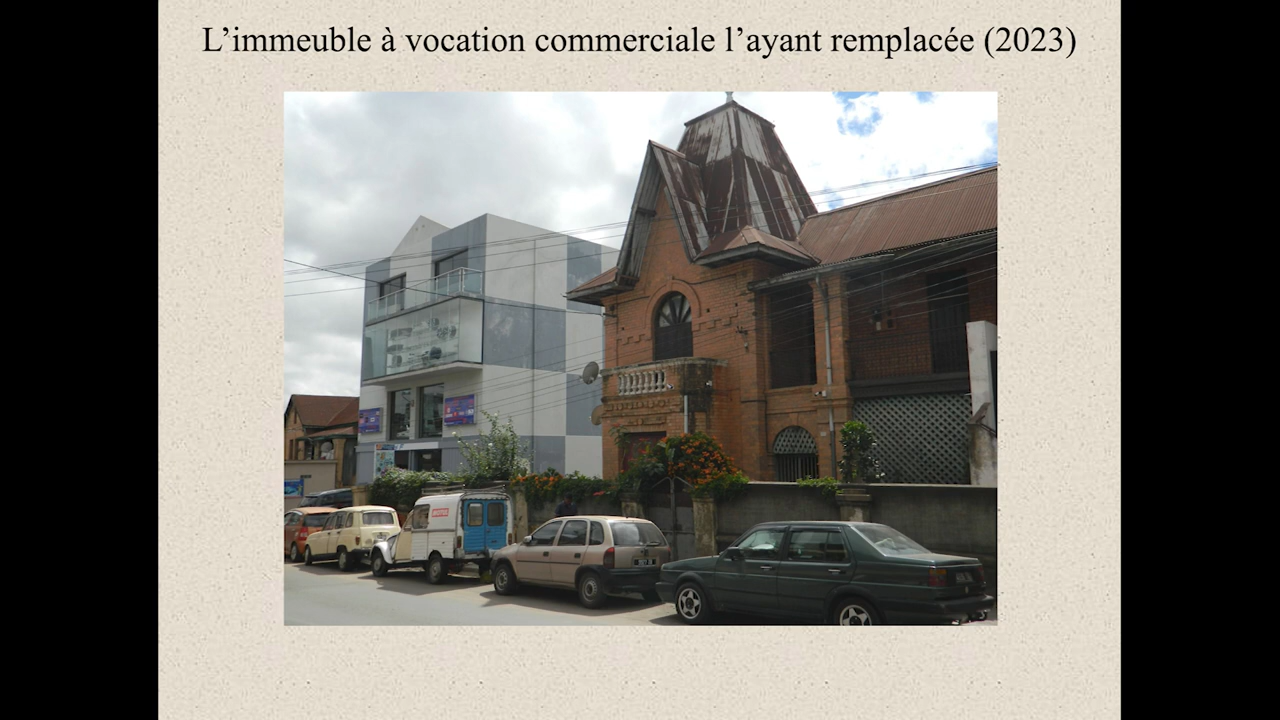 L’immeuble à vocation commerciale l’ayant remplacée (2023)